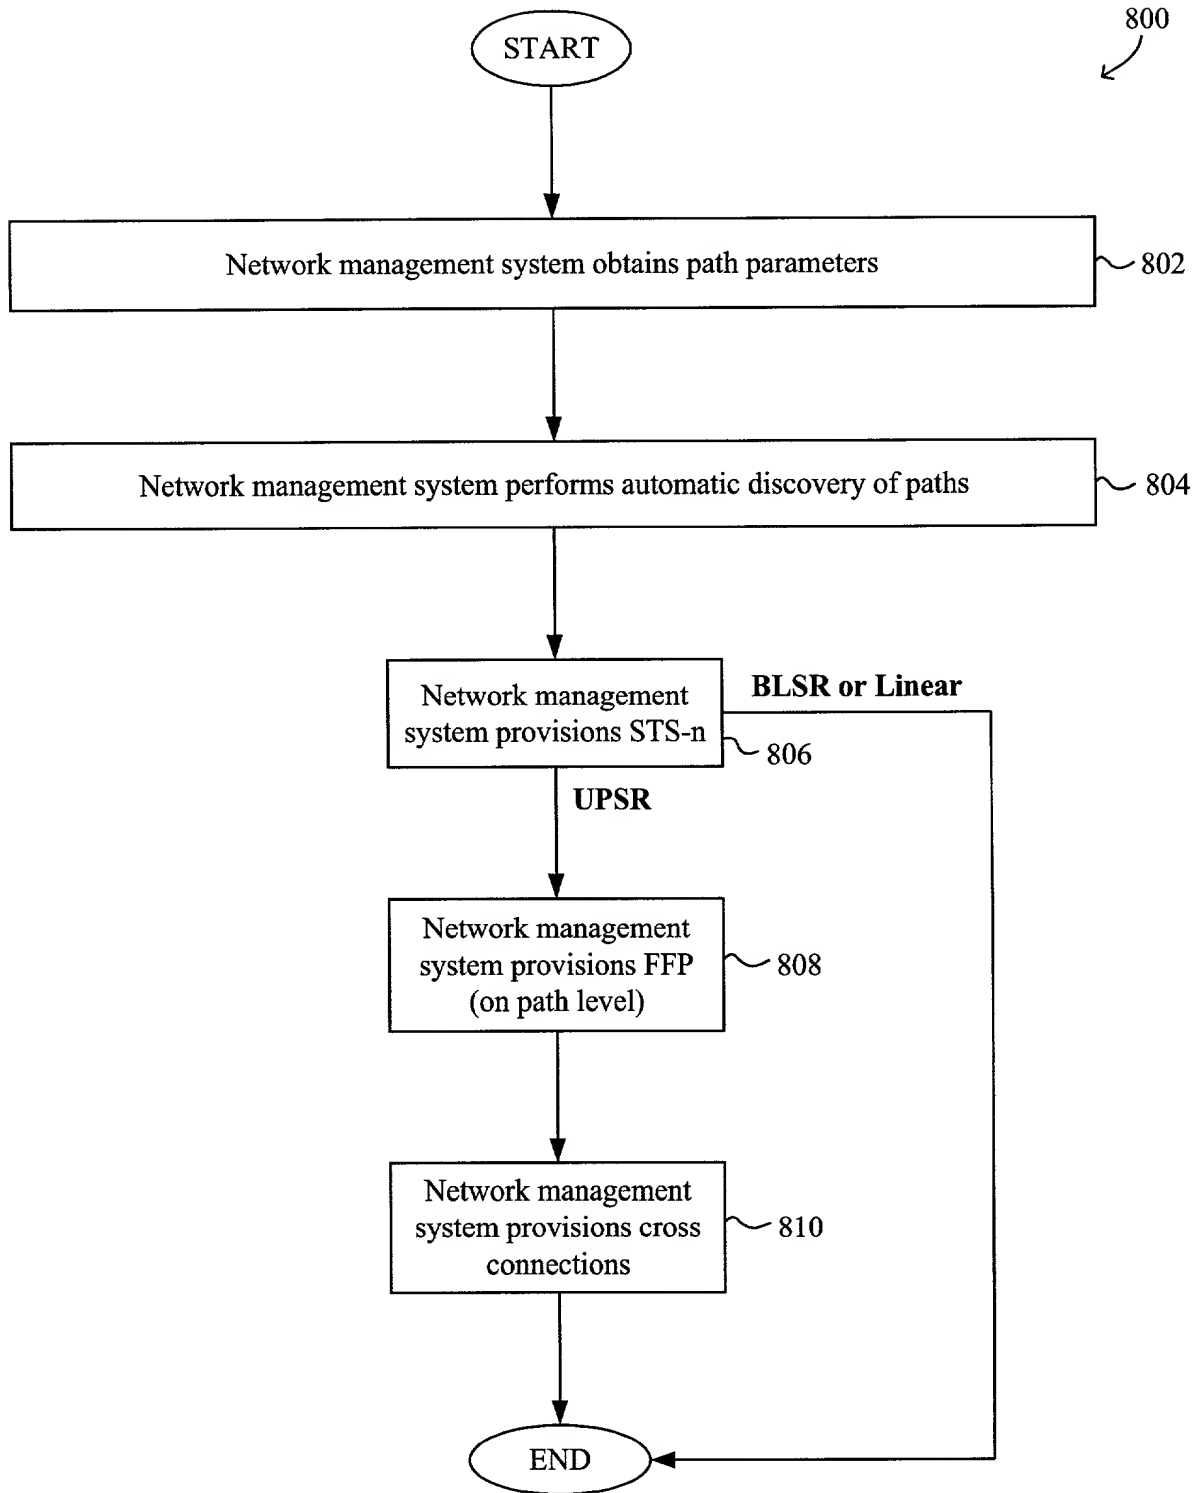 800
START
Network management system obtains path parameters
802
Network management system performs automatic discovery of paths
804
Network management
system provisions STS-n
806
BLSR or Linear
UPSR
Network management
system provisions FFP
(on path level)
808
Network management
system provisions cross
connections
810
END